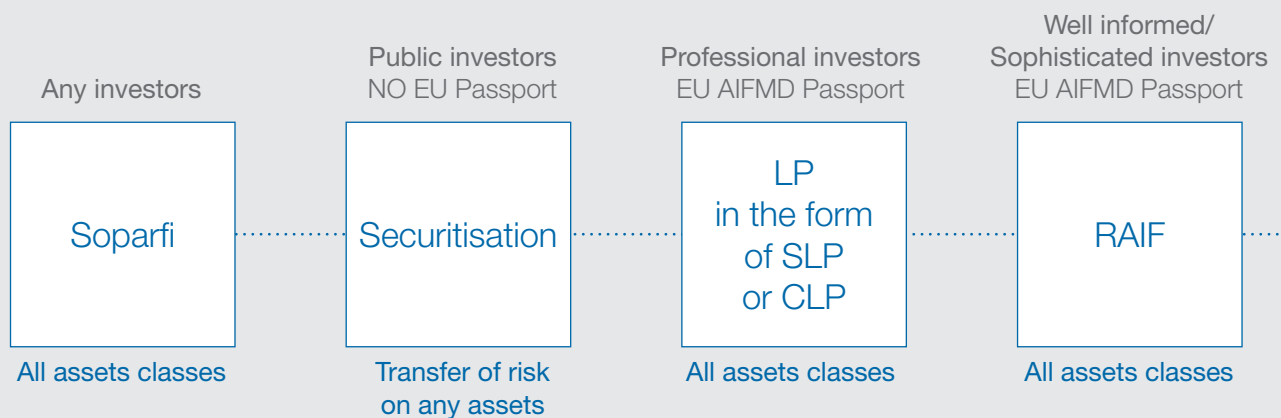 Any investors
Soparfi
All assets classes
Public investors
NO EU Passport
Securitisation
Transfer of risk
on any assets
Professional investors
EU AIFMD Passport
LP
in the form
of SLP
or CLP
All assets classes
Well informed/
Sophisticated investors
EU AIFMD Passport
RAIF
All assets classes